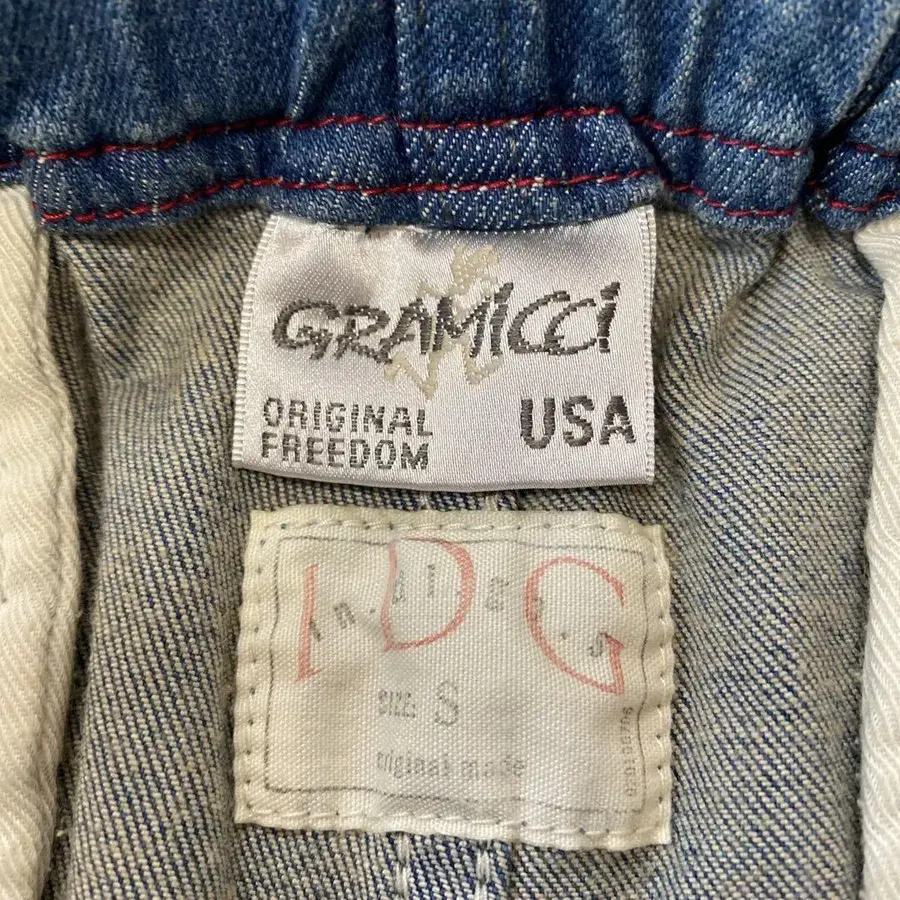 GRAMiCCi
ORIGINAL
FREEDOM
USA
IDG
SIZE: S
original made